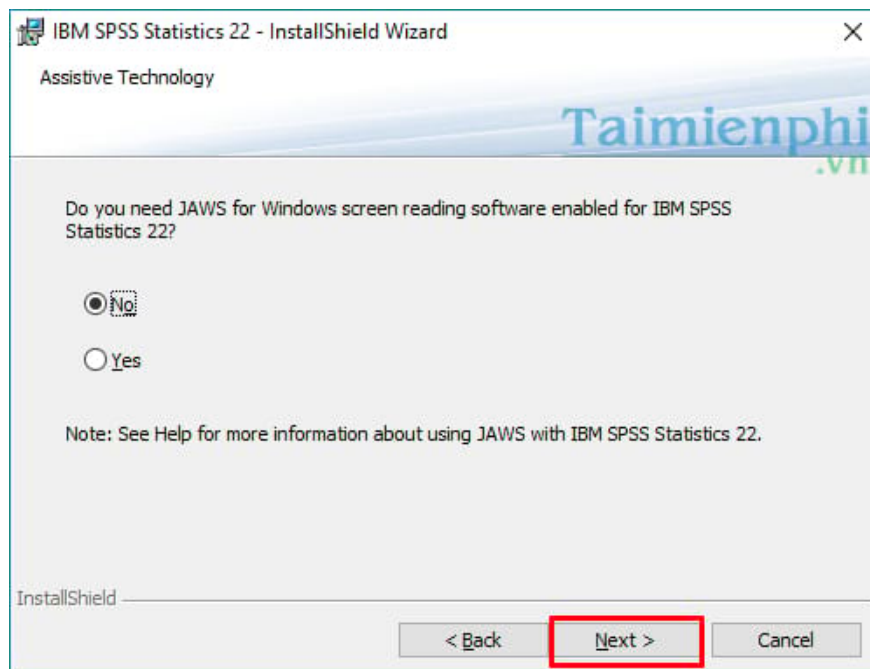 IBM SPSS Statistics 22 - InstallShield Wizard
Assistive Technology
Taimienphi
.vn
Do you need JAWS for Windows screen reading software enabled for IBM SPSS
Statistics 22?
No
Yes
Note: See Help for more information about using JAWS with IBM SPSS Statistics 22.
InstallShield
< Back Next > Cancel